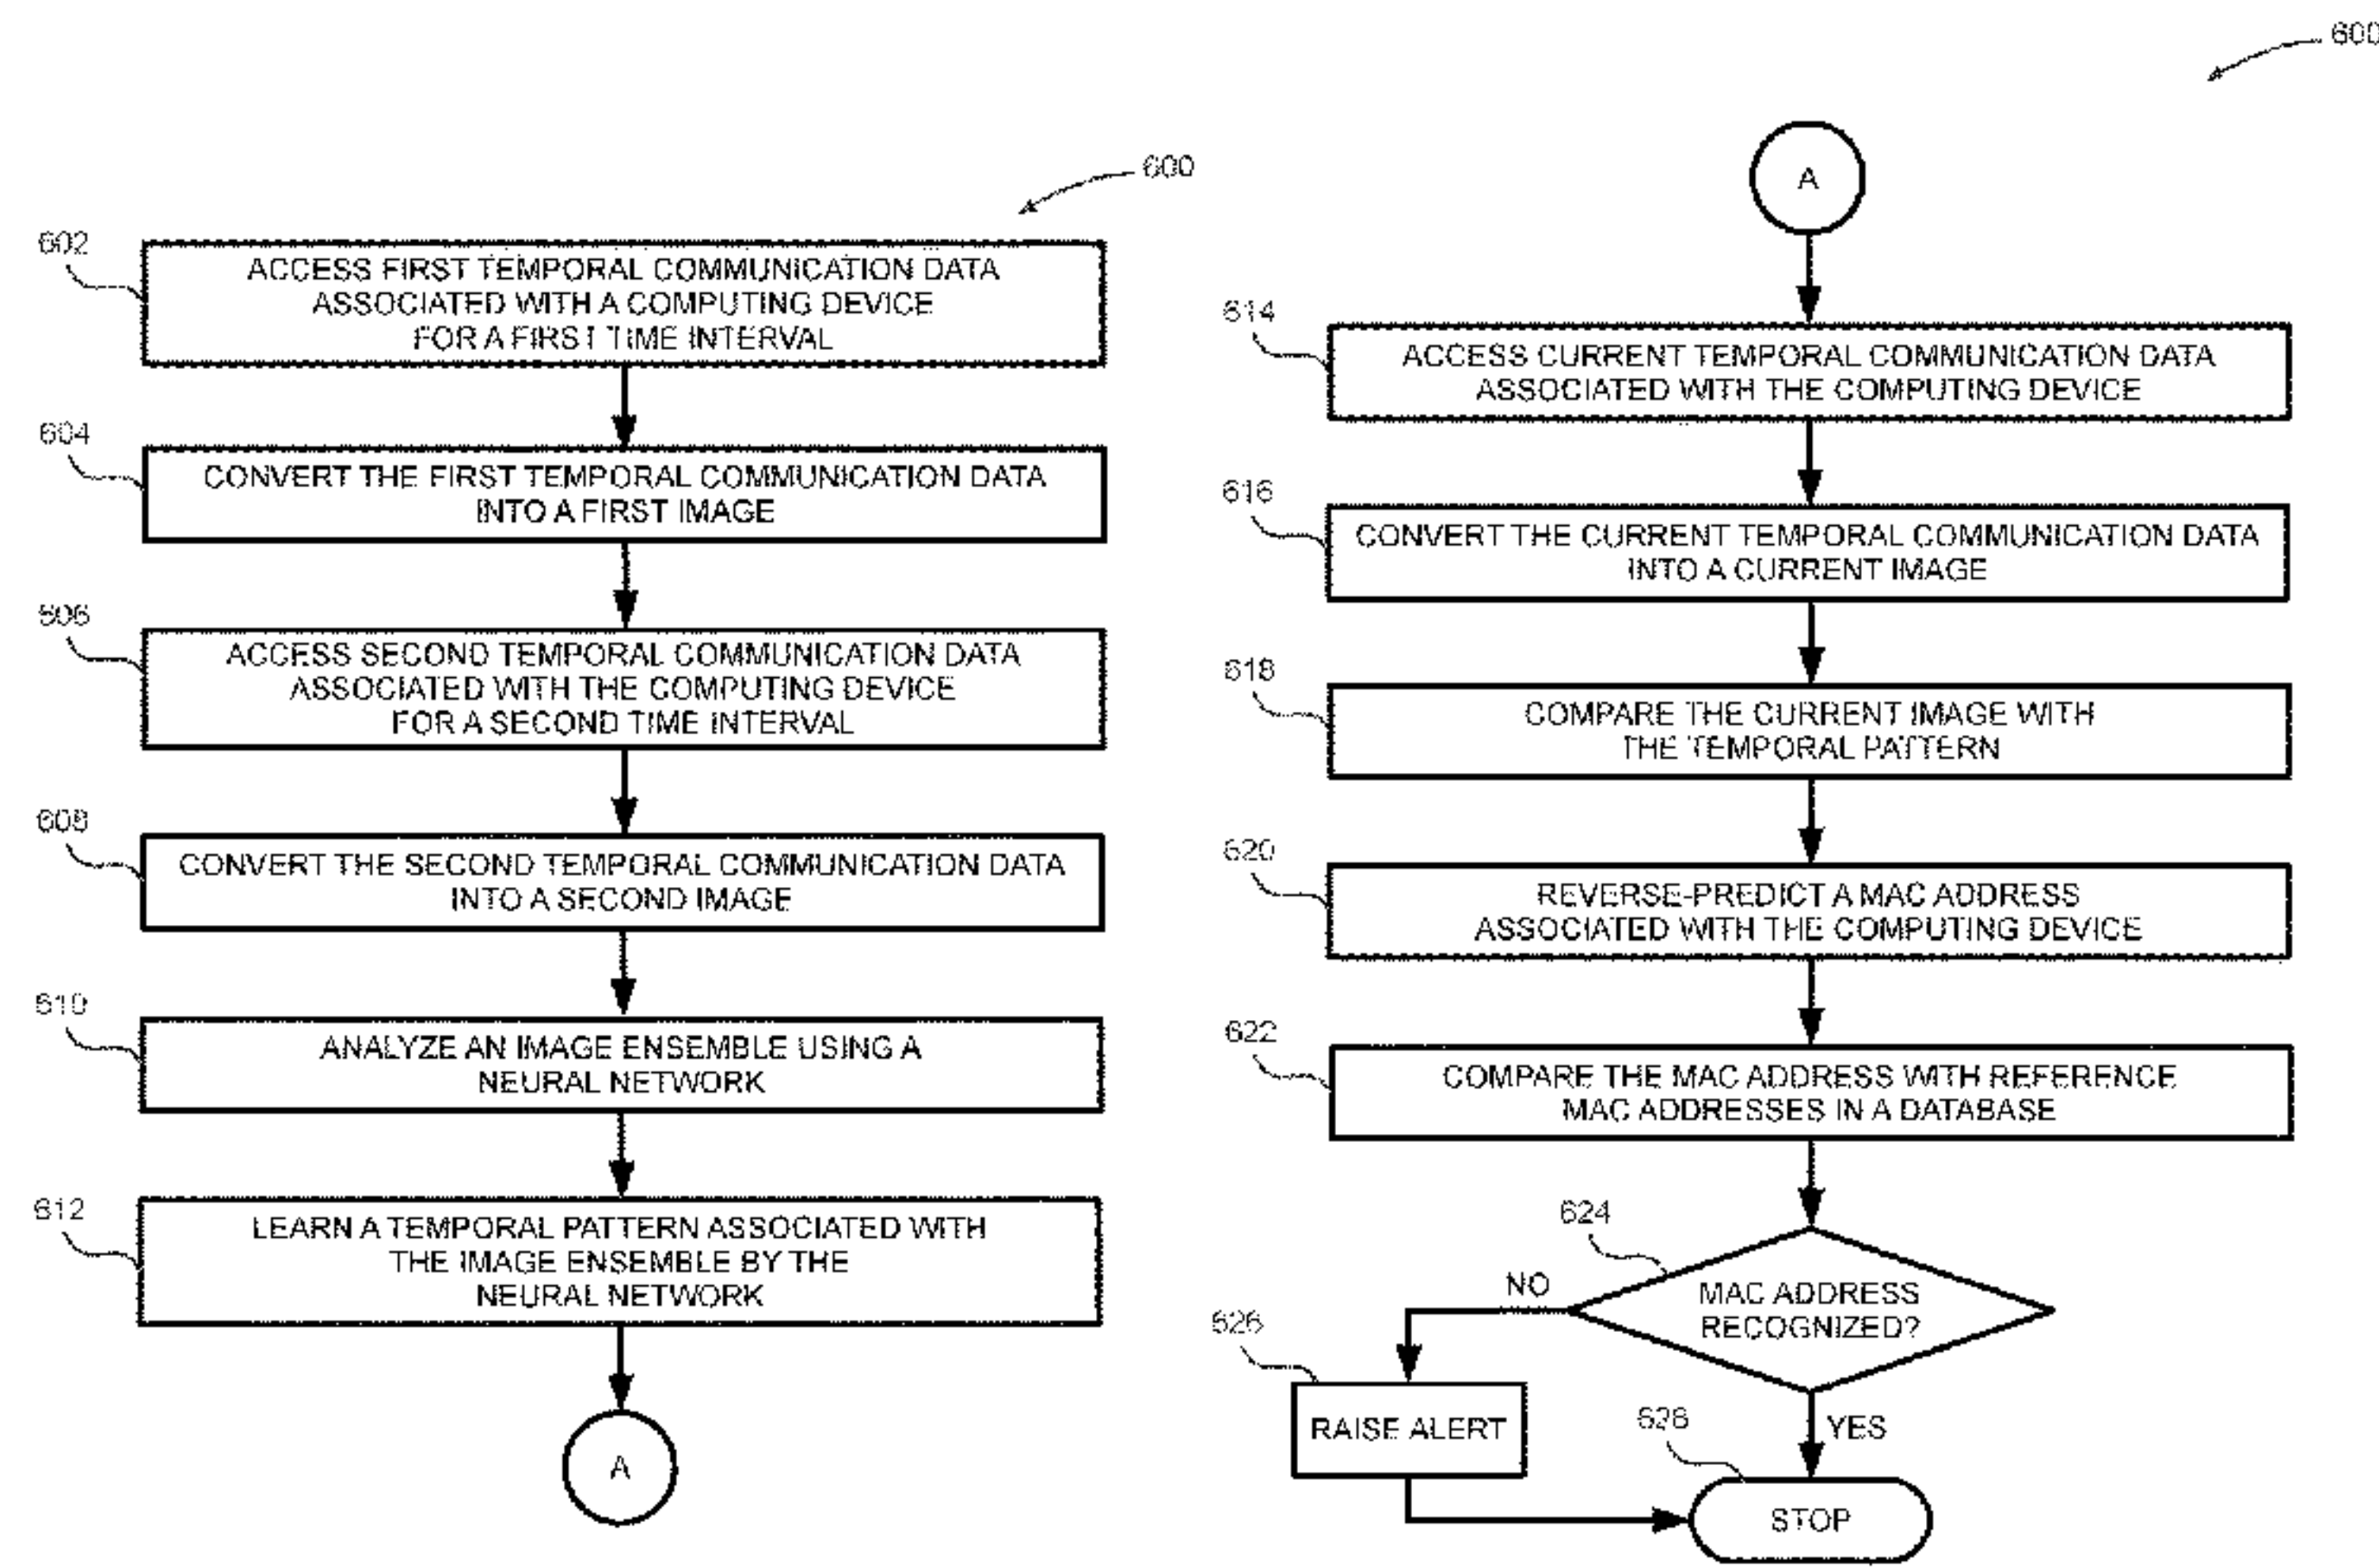 600
602
ACCESS FIRST TEMPORAL COMMUNICATION DATA
ASSOCIATED WITH A COMPUTING DEVICE
FOR A FIRST TIME INTERVAL
604
CONVERT THE FIRST TEMPORAL COMMUNICATION DATA
INTO A FIRST IMAGE
606
ACCESS SECOND TEMPORAL COMMUNICATION DATA
ASSOCIATED WITH THE COMPUTING DEVICE
FOR A SECOND TIME INTERVAL
608
CONVERT THE SECOND TEMPORAL COMMUNICATION DATA
INTO A SECOND IMAGE
610
ANALYZE AN IMAGE ENSEMBLE USING A
NEURAL NETWORK
612
LEARN A TEMPORAL PATTERN ASSOCIATED WITH
THE IMAGE ENSEMBLE BY THE
NEURAL NETWORK
A
600
A
614
ACCESS CURRENT TEMPORAL COMMUNICATION DATA
ASSOCIATED WITH THE COMPUTING DEVICE
616
CONVERT THE CURRENT TEMPORAL COMMUNICATION DATA
INTO A CURRENT IMAGE
618
COMPARE THE CURRENT IMAGE WITH
THE TEMPORAL PATTERN
620
REVERSE-PREDICT A MAC ADDRESS
ASSOCIATED WITH THE COMPUTING DEVICE
622
COMPARE THE MAC ADDRESS WITH REFERENCE
MAC ADDRESSES IN A DATABASE
624
MAC ADDRESS
RECOGNIZED?
NO
626
RAISE ALERT
YES
628
STOP